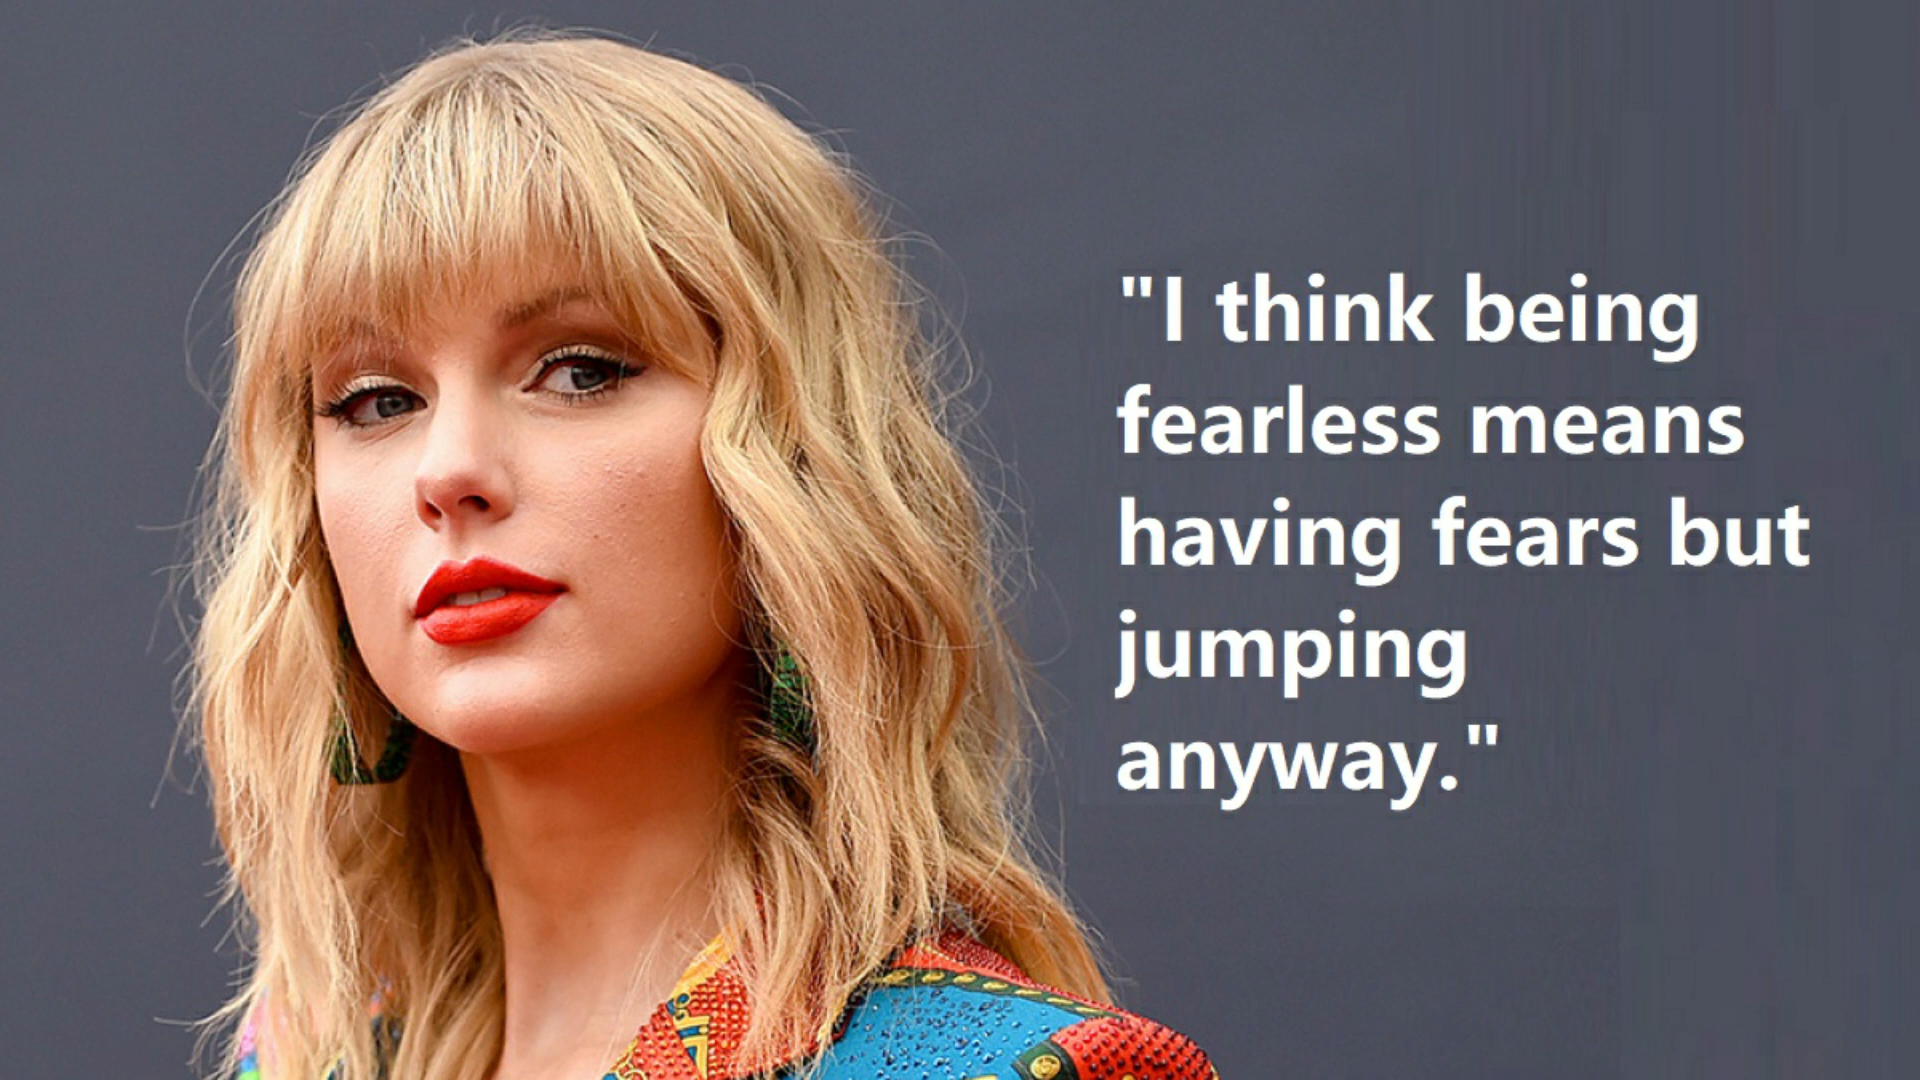 "I think being
fearless means
having fears but
jumping
anyway."